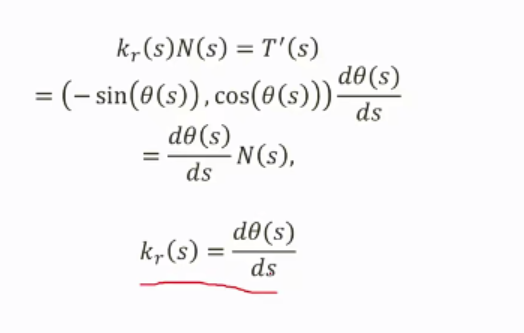 k_r(s)N(s) = T′(s)
= (− sin(θ(s)), cos(θ(s))) dθ(s)/ds
= dθ(s)/ds N(s),
k_r(s) = dθ(s)/ds